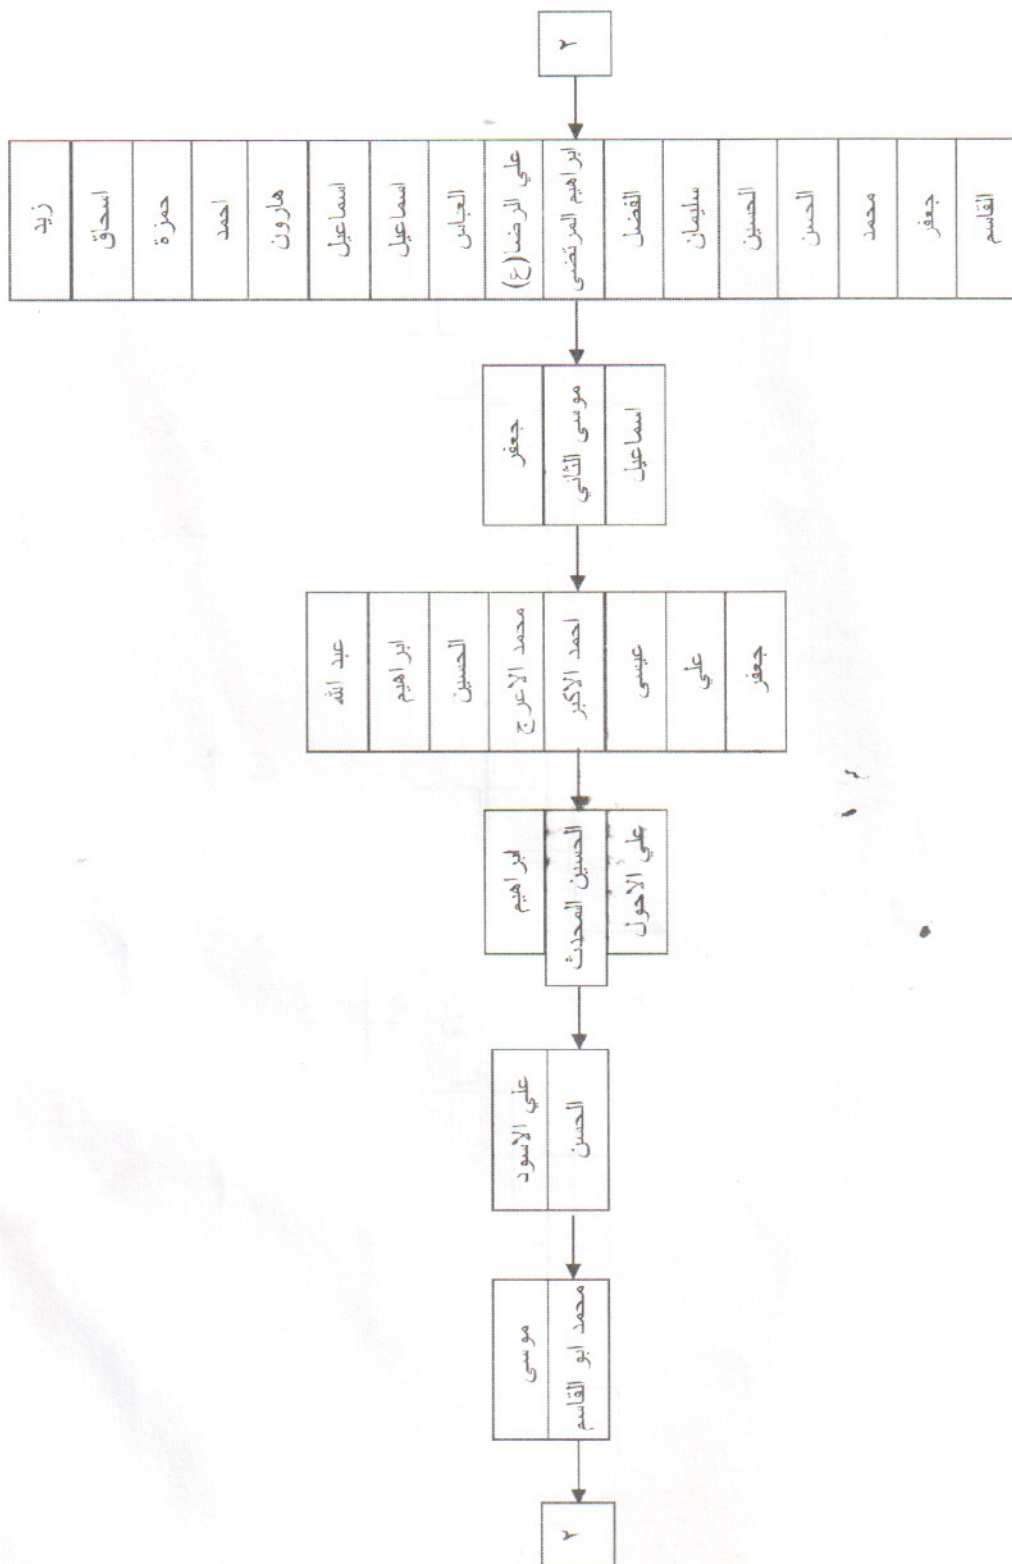 ٢
زيد
اسحاق
حمزة
احمد
هارون
اسماعيل
اسماعيل
العباس
علي الرضا(ع)
ابراهيم المرتضى
الفضل
سليمان
الحسين
الحسن
محمد
جعفر
القاسم
جعفر
موسى الثاني
اسماعيل
عبد الله
ابراهيم
الحسين
محمد الاعرج
احمد الاكبر
عيسى
علي
جعفر
ابراهيم
الحسين المحدث
علي الاحول
علي الاسود
الحسن
موسى
محمد ابو القاسم
٢